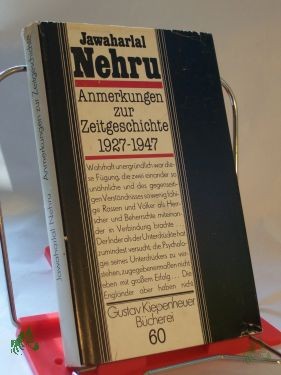 Jawaharlal
Nehru
Anmerkungen
zur
Zeitgeschichte
1927-1947
Wahrhaft unergründlich war die-
se Fügung, die zwei einander so
unähnliche und des gegenseiti-
gen Verständnisses so wenig fähi-
ge Rassen und Völker als Herr-
scher und Beherrschte miteinan-
der in Verbindung brachte . . .
Der Inder als der Unterdrückte hat
zumindest versucht, die Psycholo-
gie seines Unterdrückers zu ver-
stehen, zugegebenermaßen nicht
eben mit großem Erfolg . . . Die
Engländer aber haben nicht
Gustav Kiepenheuer
Bücherei
60
Jawaharlal Nehru Anmerkungen zur Zeitgeschichte